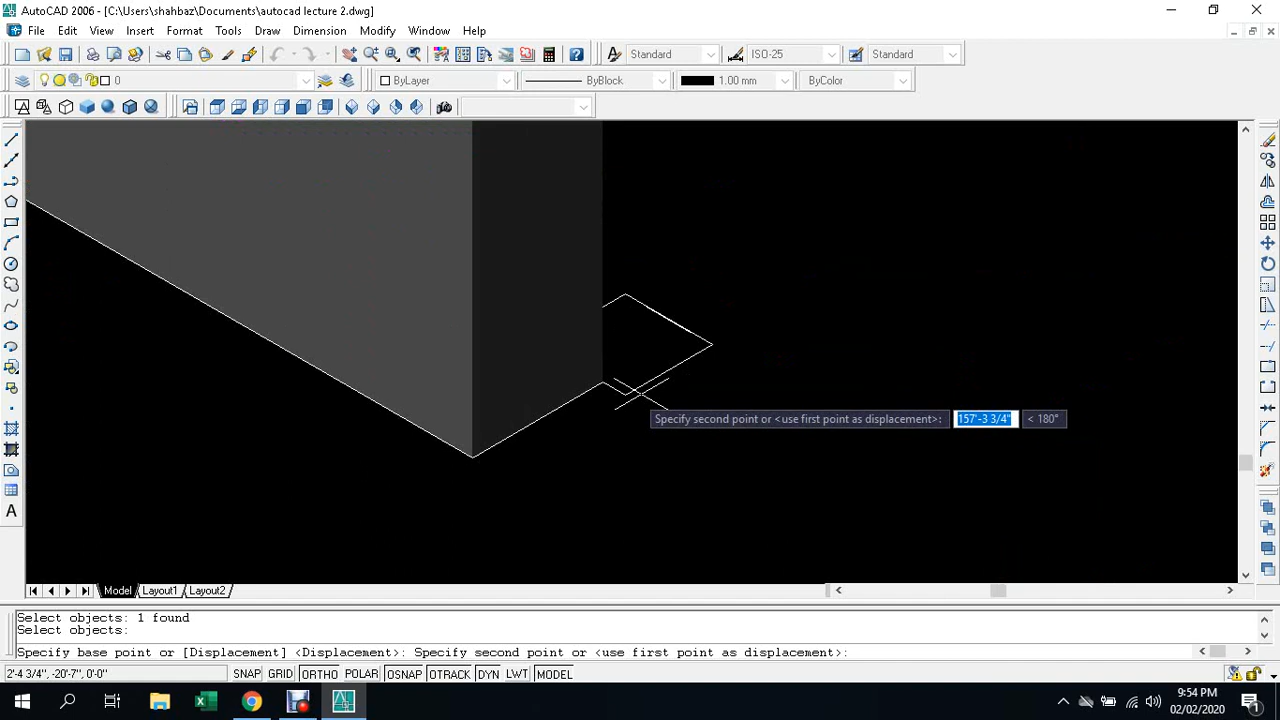 AutoCAD 2006 - [C:\Users\shahbaz\Documents\autocad lecture 2.dwg]
File Edit View Insert Format Tools Draw Dimension Modify Window Help
Standard ISO-25 Standard
0 ByLayer ByBlock 1.00 mm ByColor
Specify second point or <use first point as displacement>: 157'-3 3/4" < 180°
Model Layout1 Layout2
Select objects: 1 found
Select objects:
Specify base point or [Displacement] <Displacement>: Specify second point or <use first point as displacement>:
2'-4 3/4", -20'-7", 0'-0" SNAP GRID ORTHO POLAR OSNAP OTRACK DYN LWT MODEL
9:54 PM
02/02/2020